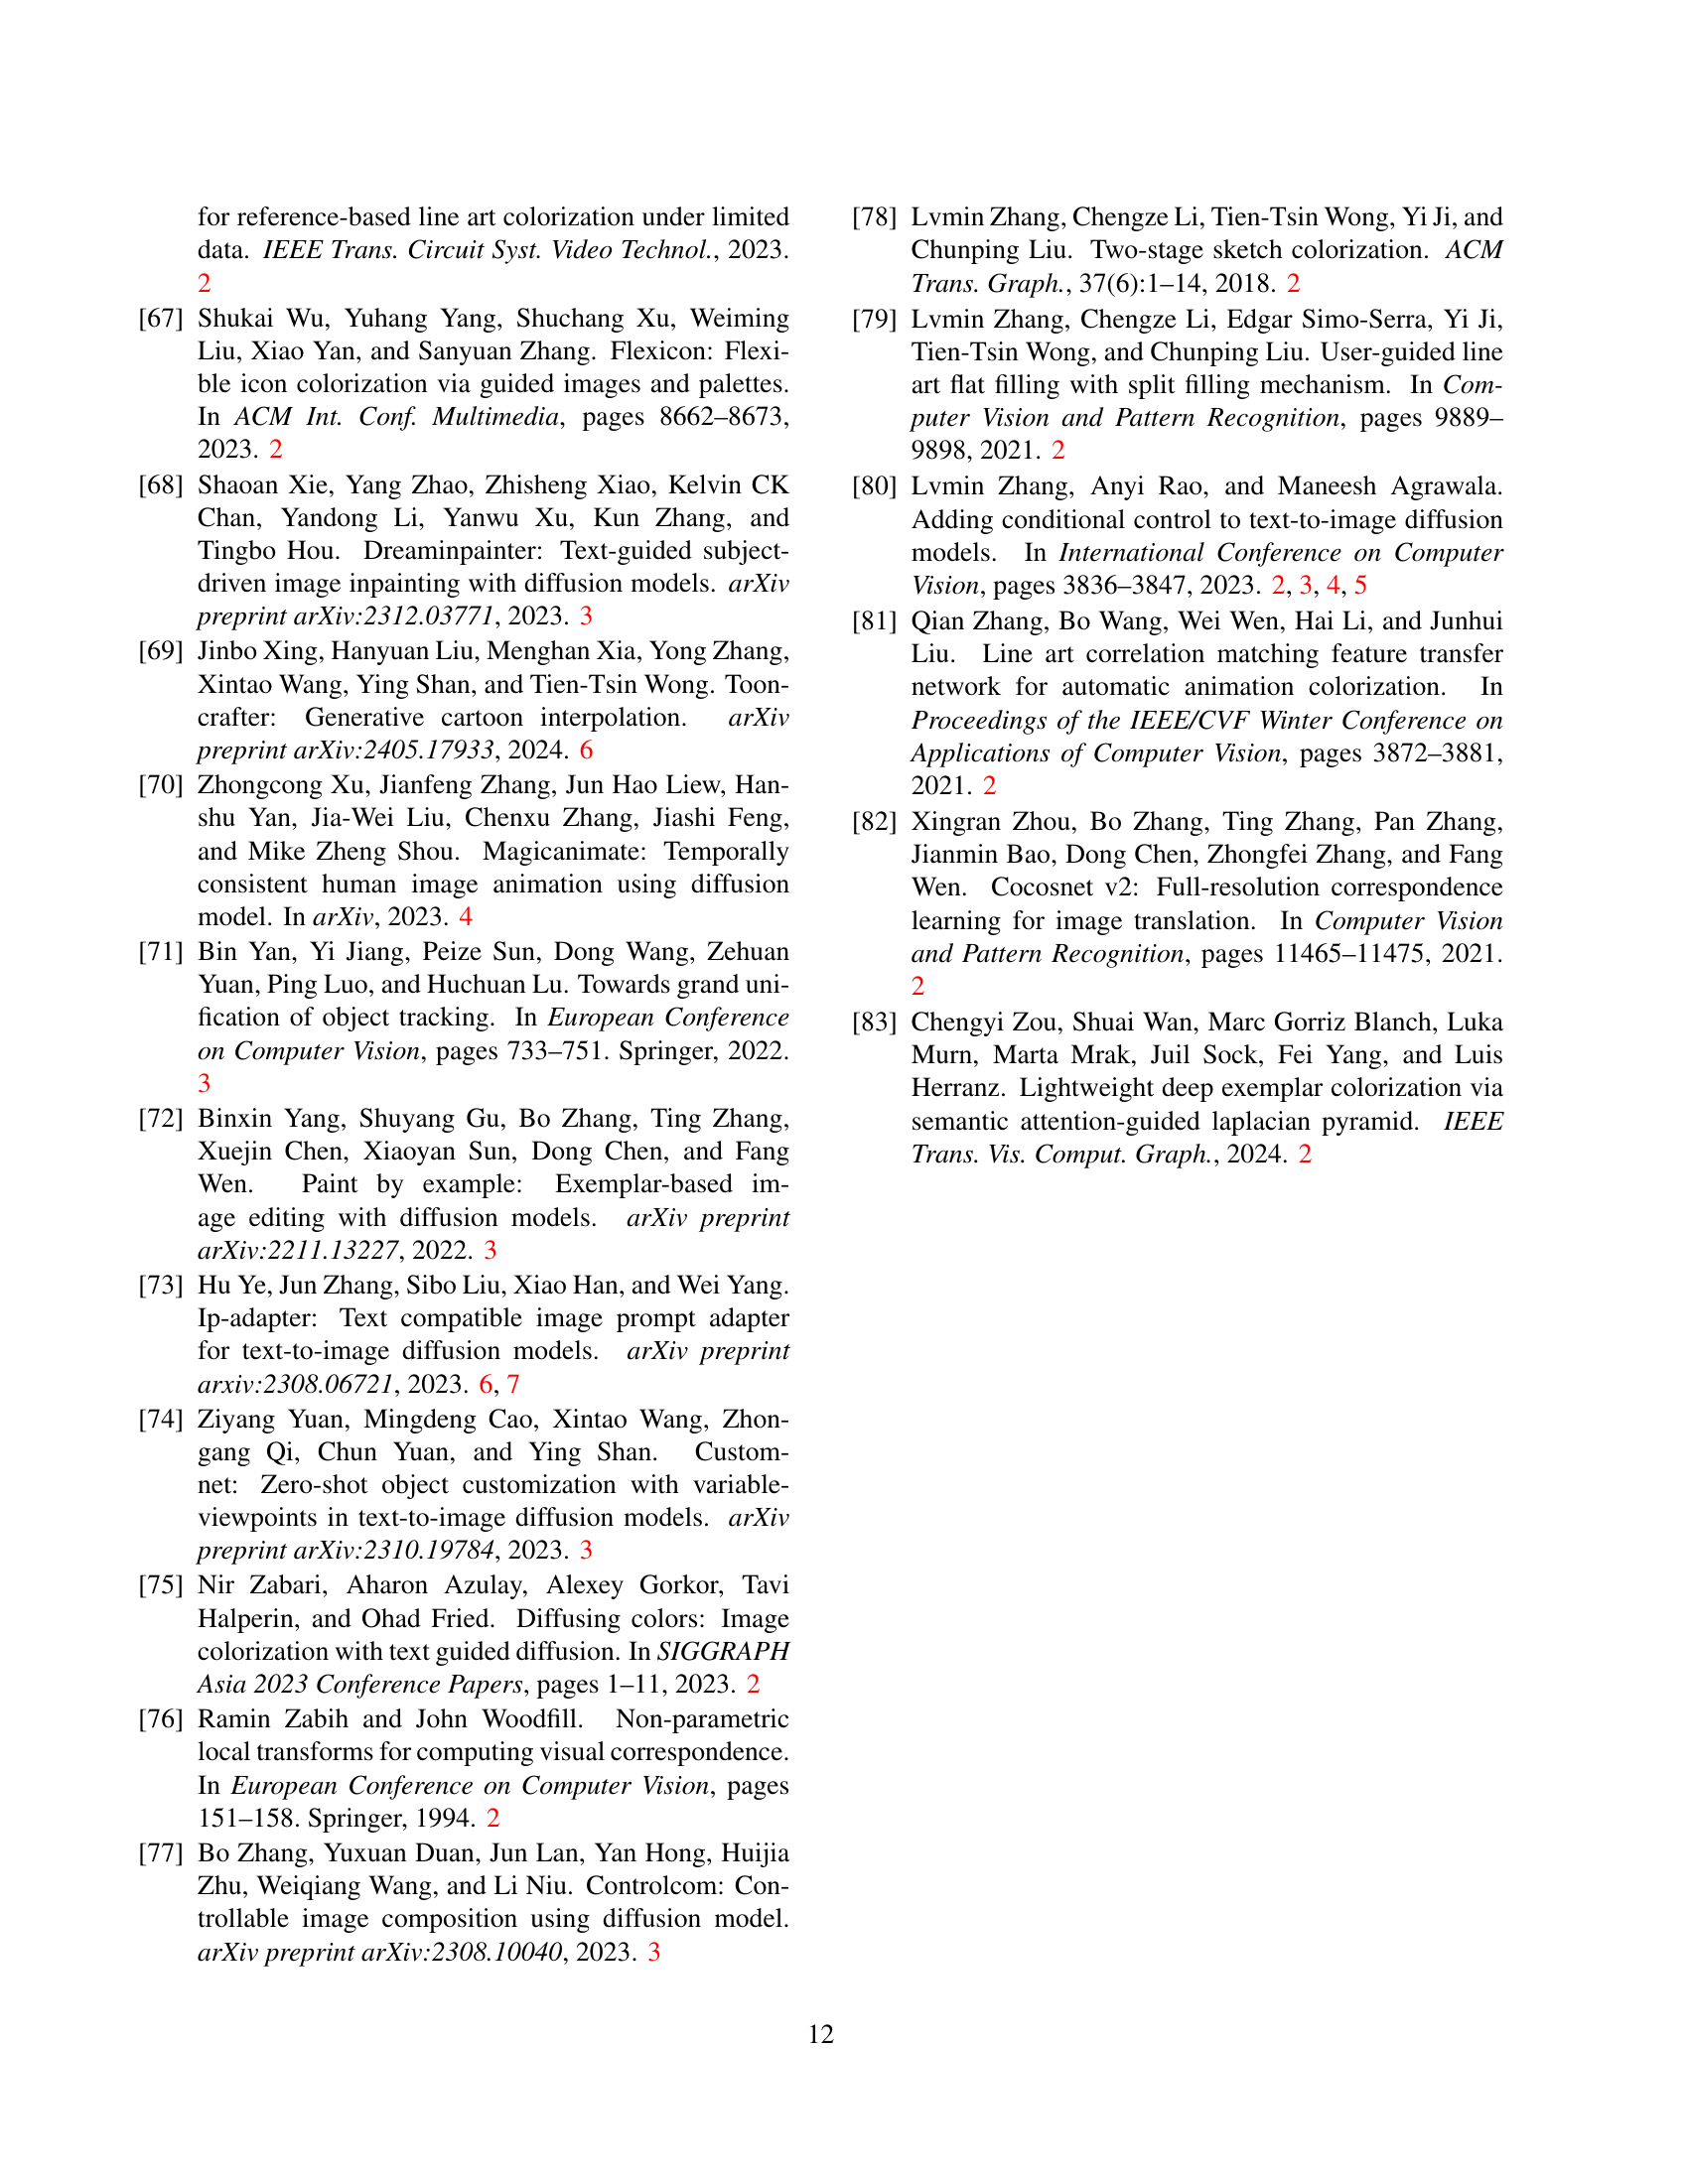 for reference-based line art colorization under limited
data. IEEE Trans. Circuit Syst. Video Technol., 2023.
2
[67] Shukai Wu, Yuhang Yang, Shuchang Xu, Weiming
Liu, Xiao Yan, and Sanyuan Zhang. Flexicon: Flexi-
ble icon colorization via guided images and palettes.
In ACM Int. Conf. Multimedia, pages 8662–8673,
2023. 2
[68] Shaoan Xie, Yang Zhao, Zhisheng Xiao, Kelvin CK
Chan, Yandong Li, Yanwu Xu, Kun Zhang, and
Tingbo Hou. Dreaminpainter: Text-guided subject-
driven image inpainting with diffusion models. arXiv
preprint arXiv:2312.03771, 2023. 3
[69] Jinbo Xing, Hanyuan Liu, Menghan Xia, Yong Zhang,
Xintao Wang, Ying Shan, and Tien-Tsin Wong. Toon-
crafter: Generative cartoon interpolation. arXiv
preprint arXiv:2405.17933, 2024. 6
[70] Zhongcong Xu, Jianfeng Zhang, Jun Hao Liew, Han-
shu Yan, Jia-Wei Liu, Chenxu Zhang, Jiashi Feng,
and Mike Zheng Shou. Magicanimate: Temporally
consistent human image animation using diffusion
model. In arXiv, 2023. 4
[71] Bin Yan, Yi Jiang, Peize Sun, Dong Wang, Zehuan
Yuan, Ping Luo, and Huchuan Lu. Towards grand uni-
fication of object tracking. In European Conference
on Computer Vision, pages 733–751. Springer, 2022.
3
[72] Binxin Yang, Shuyang Gu, Bo Zhang, Ting Zhang,
Xuejin Chen, Xiaoyan Sun, Dong Chen, and Fang
Wen. Paint by example: Exemplar-based im-
age editing with diffusion models. arXiv preprint
arXiv:2211.13227, 2022. 3
[73] Hu Ye, Jun Zhang, Sibo Liu, Xiao Han, and Wei Yang.
Ip-adapter: Text compatible image prompt adapter
for text-to-image diffusion models. arXiv preprint
arxiv:2308.06721, 2023. 6, 7
[74] Ziyang Yuan, Mingdeng Cao, Xintao Wang, Zhon-
gang Qi, Chun Yuan, and Ying Shan. Custom-
net: Zero-shot object customization with variable-
viewpoints in text-to-image diffusion models. arXiv
preprint arXiv:2310.19784, 2023. 3
[75] Nir Zabari, Aharon Azulay, Alexey Gorkor, Tavi
Halperin, and Ohad Fried. Diffusing colors: Image
colorization with text guided diffusion. In SIGGRAPH
Asia 2023 Conference Papers, pages 1–11, 2023. 2
[76] Ramin Zabih and John Woodfill. Non-parametric
local transforms for computing visual correspondence.
In European Conference on Computer Vision, pages
151–158. Springer, 1994. 2
[77] Bo Zhang, Yuxuan Duan, Jun Lan, Yan Hong, Huijia
Zhu, Weiqiang Wang, and Li Niu. Controlcom: Con-
trollable image composition using diffusion model.
arXiv preprint arXiv:2308.10040, 2023. 3
[78] Lvmin Zhang, Chengze Li, Tien-Tsin Wong, Yi Ji, and
Chunping Liu. Two-stage sketch colorization. ACM
Trans. Graph., 37(6):1–14, 2018. 2
[79] Lvmin Zhang, Chengze Li, Edgar Simo-Serra, Yi Ji,
Tien-Tsin Wong, and Chunping Liu. User-guided line
art flat filling with split filling mechanism. In Com-
puter Vision and Pattern Recognition, pages 9889–
9898, 2021. 2
[80] Lvmin Zhang, Anyi Rao, and Maneesh Agrawala.
Adding conditional control to text-to-image diffusion
models. In International Conference on Computer
Vision, pages 3836–3847, 2023. 2, 3, 4, 5
[81] Qian Zhang, Bo Wang, Wei Wen, Hai Li, and Junhui
Liu. Line art correlation matching feature transfer
network for automatic animation colorization. In
Proceedings of the IEEE/CVF Winter Conference on
Applications of Computer Vision, pages 3872–3881,
2021. 2
[82] Xingran Zhou, Bo Zhang, Ting Zhang, Pan Zhang,
Jianmin Bao, Dong Chen, Zhongfei Zhang, and Fang
Wen. Cocosnet v2: Full-resolution correspondence
learning for image translation. In Computer Vision
and Pattern Recognition, pages 11465–11475, 2021.
2
[83] Chengyi Zou, Shuai Wan, Marc Gorriz Blanch, Luka
Murn, Marta Mrak, Juil Sock, Fei Yang, and Luis
Herranz. Lightweight deep exemplar colorization via
semantic attention-guided laplacian pyramid. IEEE
Trans. Vis. Comput. Graph., 2024. 2
12